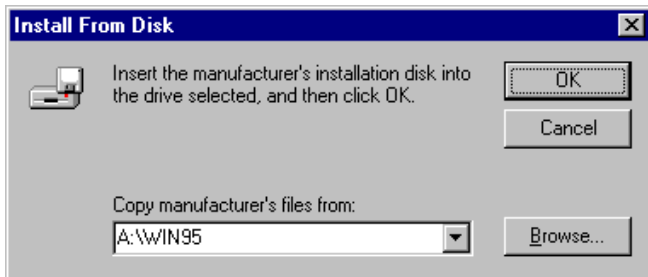 Install From Disk
Insert the manufacturer's installation disk into
the drive selected, and then click OK.
OK
Cancel
Copy manufacturer's files from:
A:\WIN95
Browse...